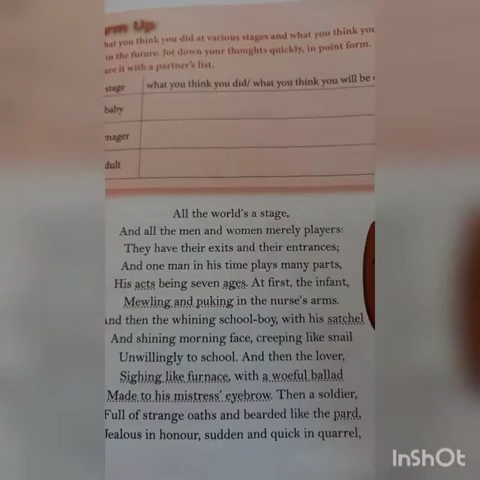 rm Up
hat you think you did at various stages and what you think you
in the future. Jot down your thoughts quickly, in point form.
are it with a partner's list.
stage what you think you did/ what you think you will be
baby
nager
dult
All the world's a stage,
And all the men and women merely players:
They have their exits and their entrances;
And one man in his time plays many parts,
His acts being seven ages. At first, the infant,
Mewling and puking in the nurse's arms.
And then the whining school-boy, with his satchel
And shining morning face, creeping like snail
Unwillingly to school. And then the lover,
Sighing like furnace, with a woeful ballad
Made to his mistress' eyebrow. Then a soldier,
Full of strange oaths and bearded like the pard,
Jealous in honour, sudden and quick in quarrel,
InShOt